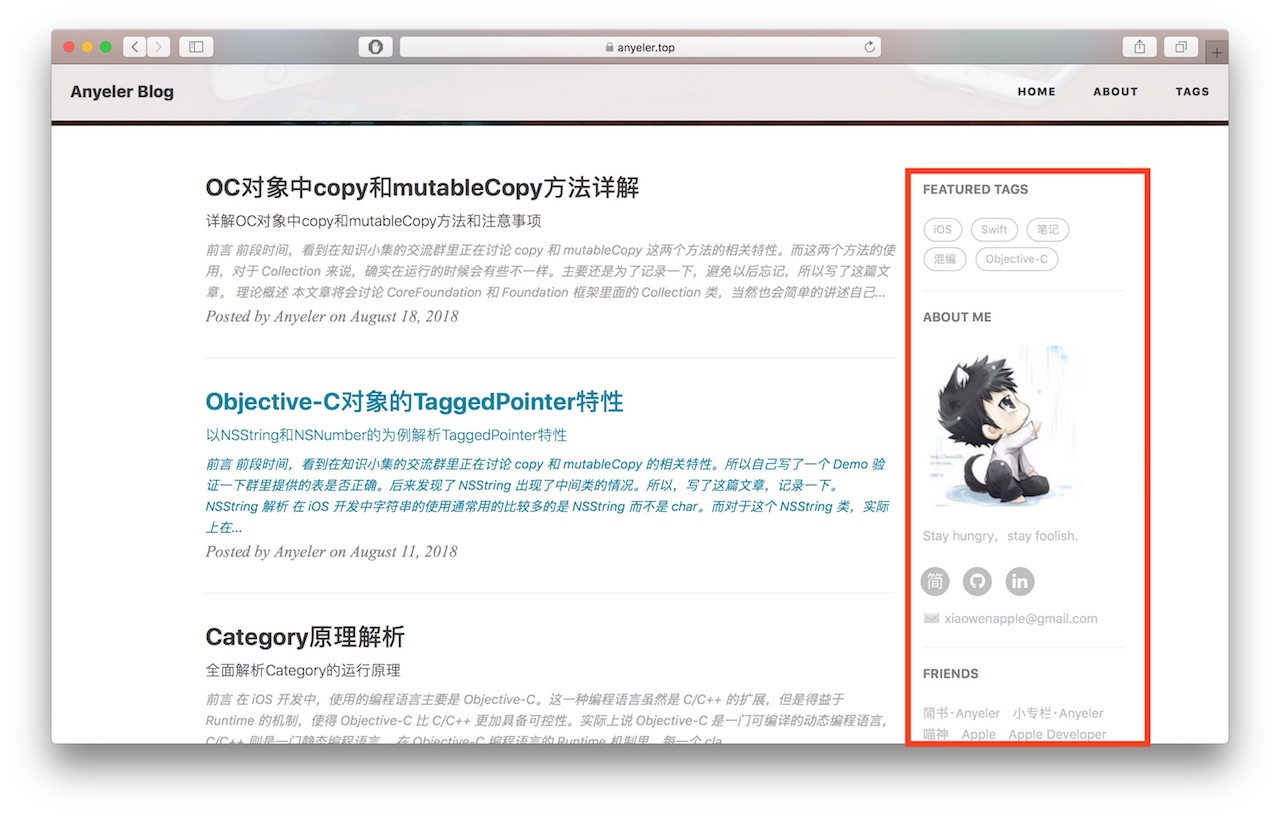 anyeler.top
Anyeler Blog
HOME
ABOUT
TAGS
OC对象中copy和mutableCopy方法详解
详解OC对象中copy和mutableCopy方法和注意事项
前言 前段时间，看到在知识小集的交流群里正在讨论 copy 和 mutableCopy 这两个方法的相关特性。而这两个方法的使
用，对于 Collection 来说，确实在运行的时候会有些不一样。主要还是为了记录一下，避免以后忘记，所以写了这篇文
章。 理论概述 本文章将会讨论 CoreFoundation 和 Foundation 框架里面的 Collection 类，当然也会简单的讲述自己...
Posted by Anyeler on August 18, 2018
Objective-C对象的TaggedPointer特性
以NSString和NSNumber的为例解析TaggedPointer特性
前言 前段时间，看到在知识小集的交流群里正在讨论 copy 和 mutableCopy 的相关特性。所以自己写了一个 Demo 验
证一下群里提供的表是否正确。后来发现了 NSString 出现了中间类的情况。所以，写了这篇文章，记录一下。
NSString 解析 在 iOS 开发中字符串的使用通常用的比较多的是 NSString 而不是 char。而对于这个 NSString 类，实际
上在...
Posted by Anyeler on August 11, 2018
Category原理解析
全面解析Category的运行原理
前言 在 iOS 开发中，使用的编程语言主要是 Objective-C。这一种编程语言虽然是 C/C++ 的扩展，但是得益于
Runtime 的机制，使得 Objective-C 比 C/C++ 更加具备可控性。实际上说 Objective-C 是一门可编译的动态编程语言，
C/C++ 则是一门静态编程语言。 在 Objective-C 编程语言的 Runtime 机制里，每一个 cla
FEATURED TAGS
iOS Swift 笔记
混编 Objective-C
ABOUT ME
Stay hungry，stay foolish.
简 in
xiaowenapple@gmail.com
FRIENDS
简书·Anyeler 小专栏·Anyeler
喵神 Apple Apple Developer